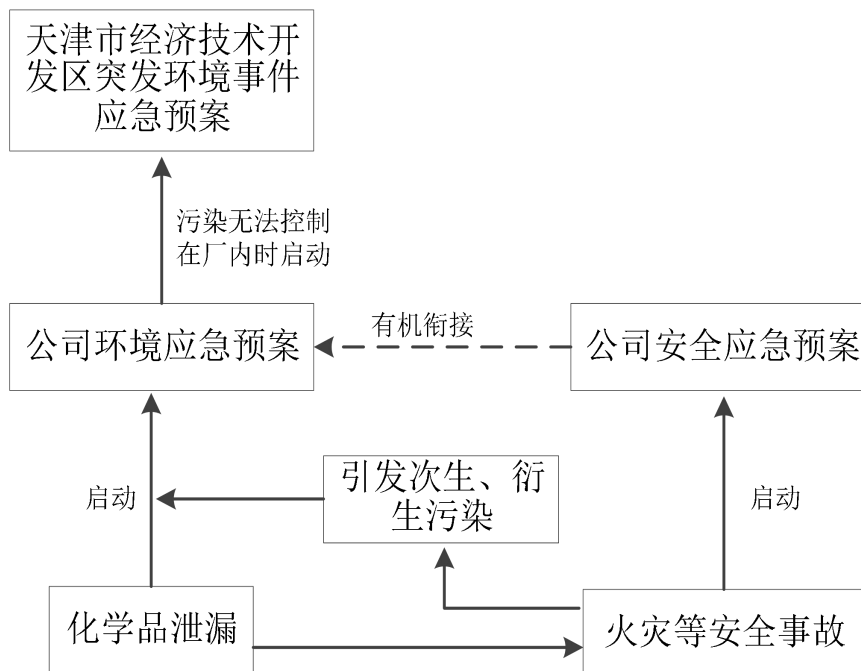 天津市经济技术开
发区突发环境事件
应急预案
污染无法控制
在厂内时启动
公司环境应急预案
有机衔接
公司安全应急预案
启动
引发次生、衍
生污染
启动
化学品泄漏
火灾等安全事故